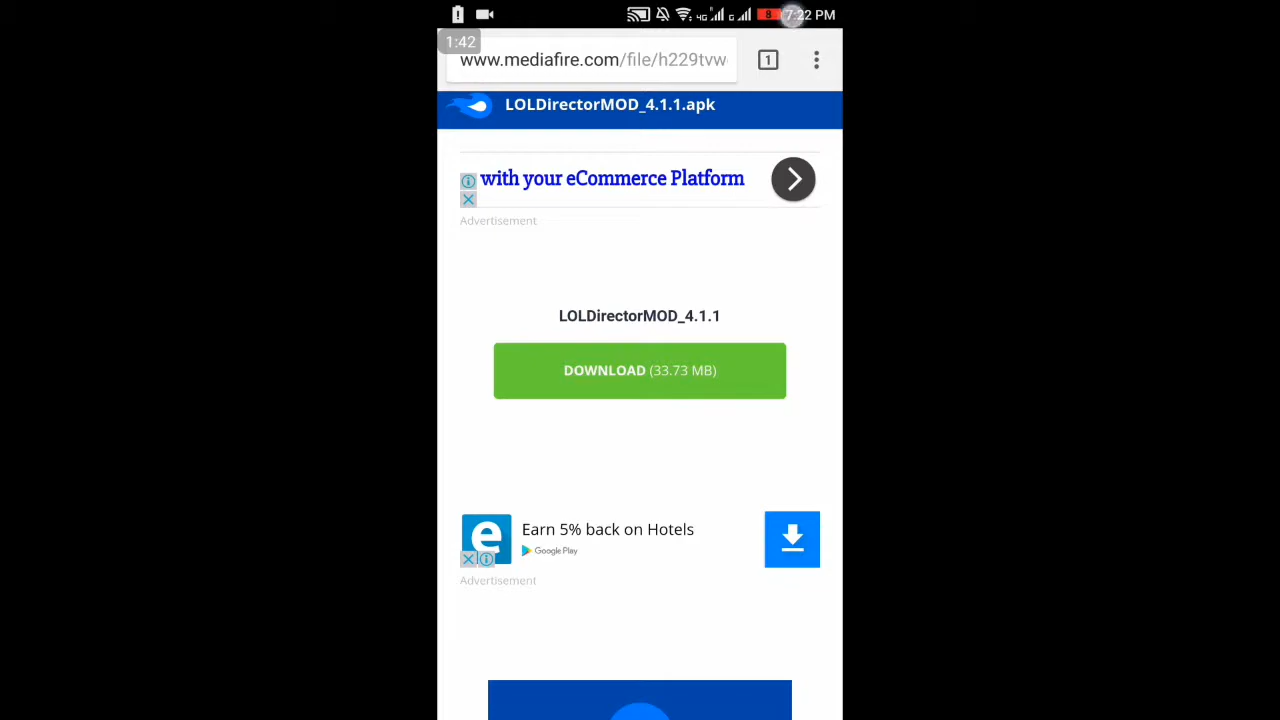 7:22 PM
1:42
www.mediafire.com/file/h229tvw
1
LOLDirectorMOD_4.1.1.apk
with your eCommerce Platform
Advertisement
LOLDirectorMOD_4.1.1
DOWNLOAD (33.73 MB)
e
Earn 5% back on Hotels
Google Play
Advertisement